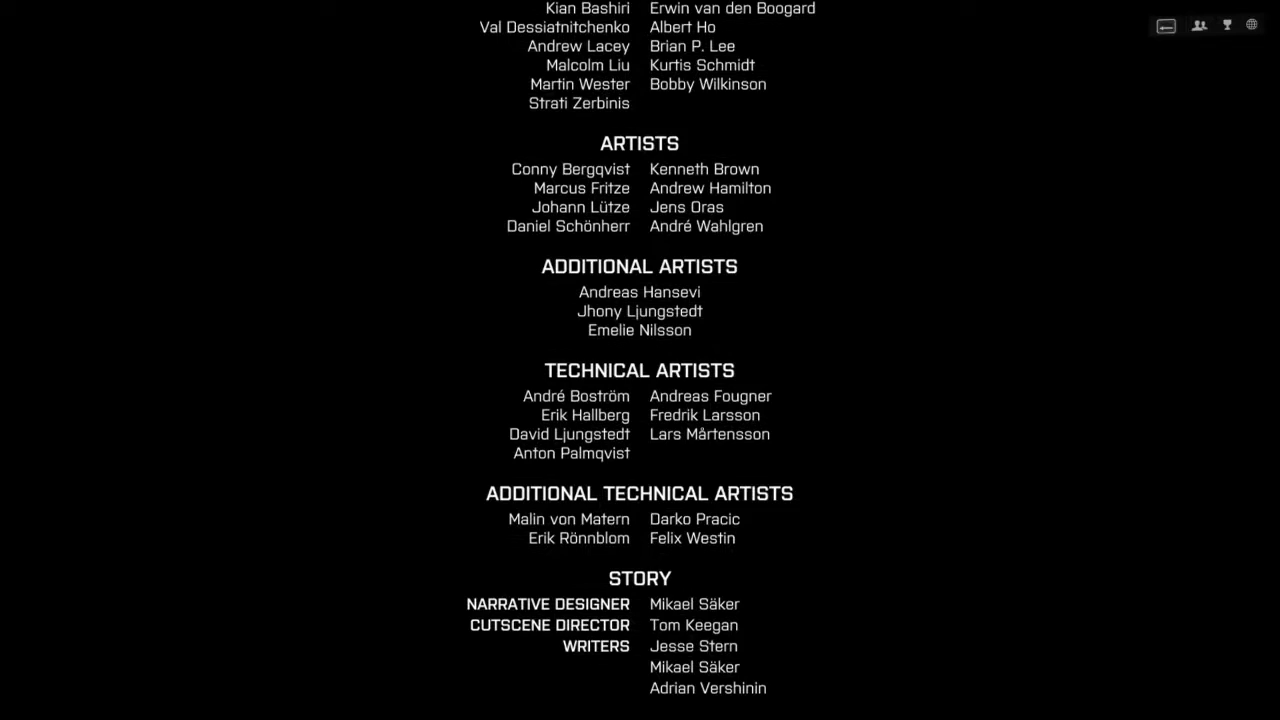 Kian Bashiri Erwin van den Boogard
Val Dessiatnitchenko Albert Ho
Andrew Lacey Brian P. Lee
Malcolm Liu Kurtis Schmidt
Martin Wester Bobby Wilkinson
Strati Zerbinis
ARTISTS
Conny Bergqvist Kenneth Brown
Marcus Fritze Andrew Hamilton
Johann Lütze Jens Oras
Daniel Schönherr André Wahlgren
ADDITIONAL ARTISTS
Andreas Hansevi
Jhony Ljungstedt
Emelie Nilsson
TECHNICAL ARTISTS
André Boström Andreas Fougner
Erik Hallberg Fredrik Larsson
David Ljungstedt Lars Mårtensson
Anton Palmqvist
ADDITIONAL TECHNICAL ARTISTS
Malin von Matern Darko Pracic
Erik Rönnblom Felix Westin
STORY
NARRATIVE DESIGNER Mikael Säker
CUTSCENE DIRECTOR Tom Keegan
WRITERS Jesse Stern
Mikael Säker
Adrian Vershinin